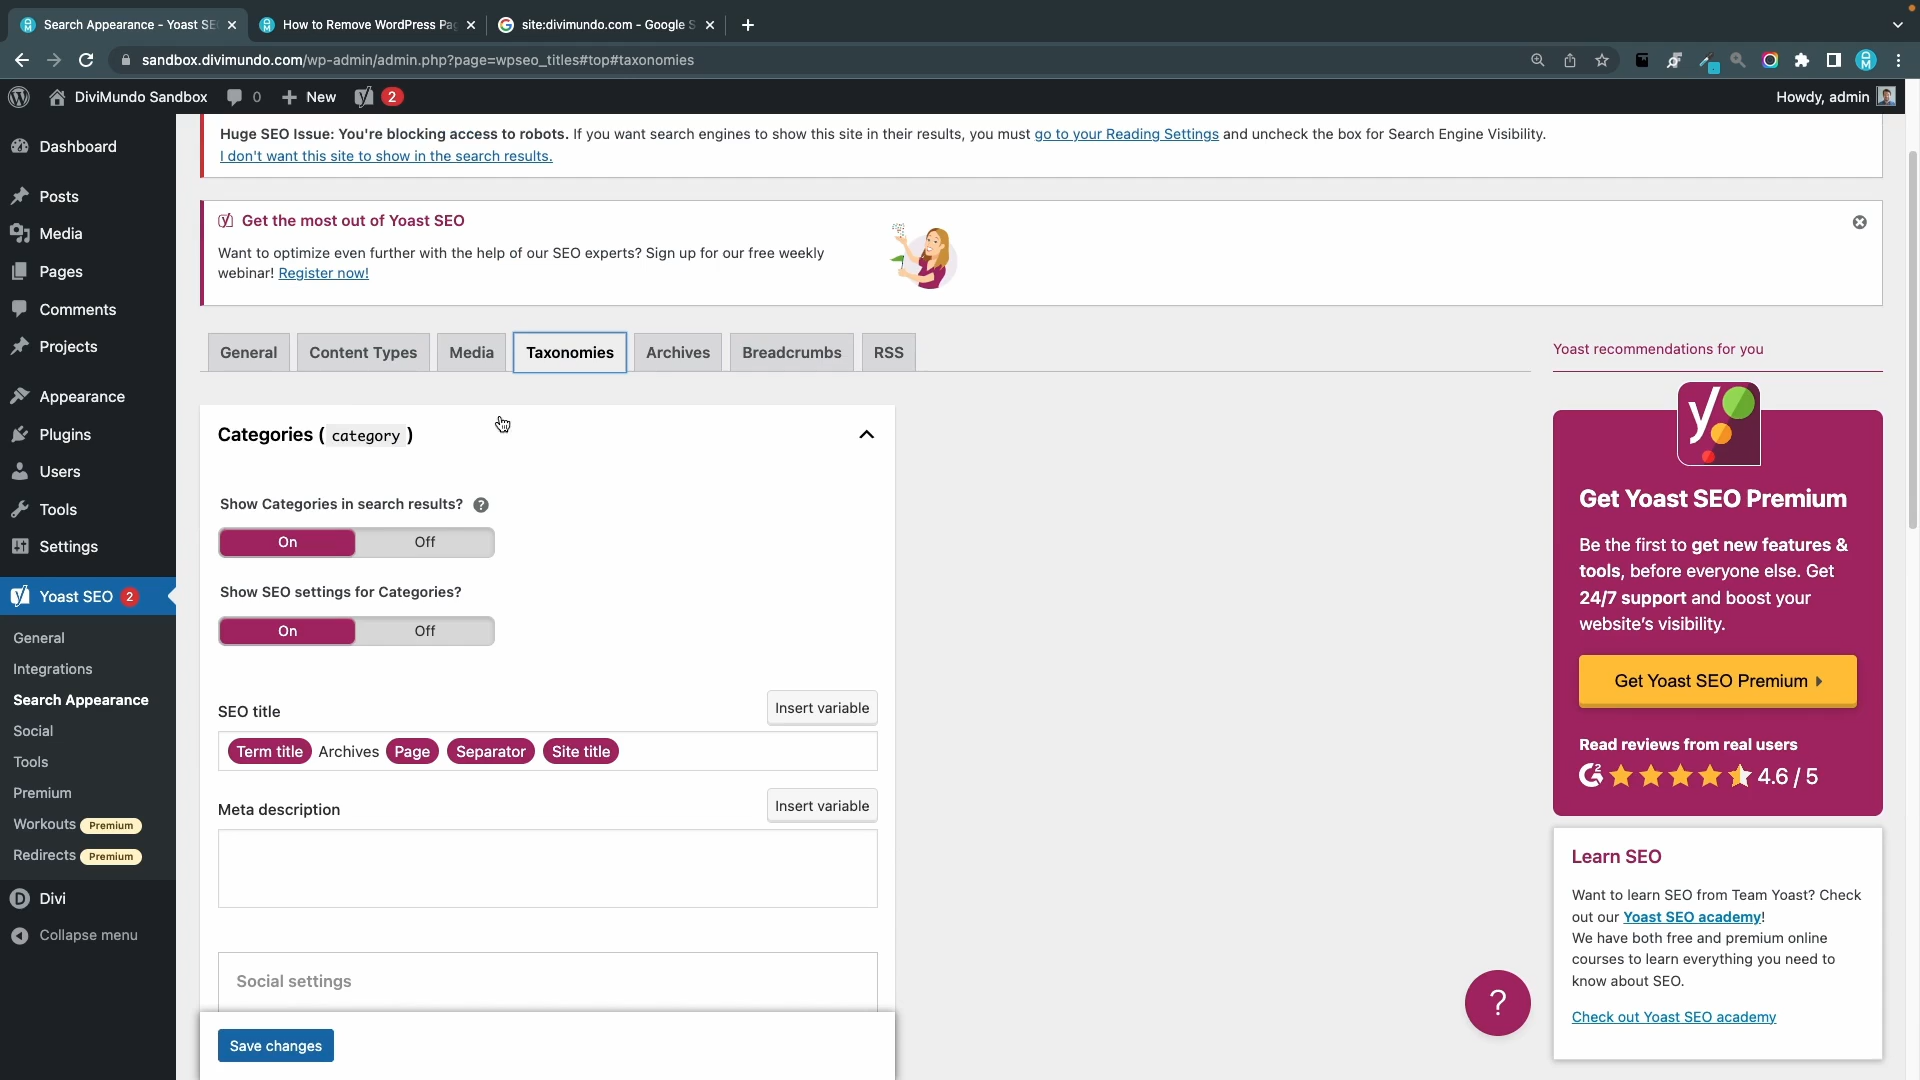 Search Appearance - Yoast SE
How to Remove WordPress Pag
site:divimundo.com - Google S
sandbox.divimundo.com/wp-admin/admin.php?page=wpseo_titles#top#taxonomies
DiviMundo Sandbox
0
New
2
Howdy, admin
Dashboard
Posts
Media
Pages
Comments
Projects
Appearance
Plugins
Users
Tools
Settings
Yoast SEO 2
General
Integrations
Search Appearance
Social
Tools
Premium
Workouts Premium
Redirects Premium
Divi
Collapse menu
Huge SEO Issue: You're blocking access to robots. If you want search engines to show this site in their results, you must go to your Reading Settings and uncheck the box for Search Engine Visibility.
I don't want this site to show in the search results.
Get the most out of Yoast SEO
Want to optimize even further with the help of our SEO experts? Sign up for our free weekly
webinar! Register now!
General
Content Types
Media
Taxonomies
Archives
Breadcrumbs
RSS
Categories ( category )
Show Categories in search results? ?
On Off
Show SEO settings for Categories?
On Off
SEO title
Insert variable
Term title Archives Page Separator Site title
Meta description
Insert variable
Social settings
Save changes
Yoast recommendations for you
Get Yoast SEO Premium
Be the first to get new features &
tools, before everyone else. Get
24/7 support and boost your
website's visibility.
Get Yoast SEO Premium
Read reviews from real users
4.6 / 5
Learn SEO
Want to learn SEO from Team Yoast? Check
out our Yoast SEO academy!
We have both free and premium online
courses to learn everything you need to
know about SEO.
Check out Yoast SEO academy
?